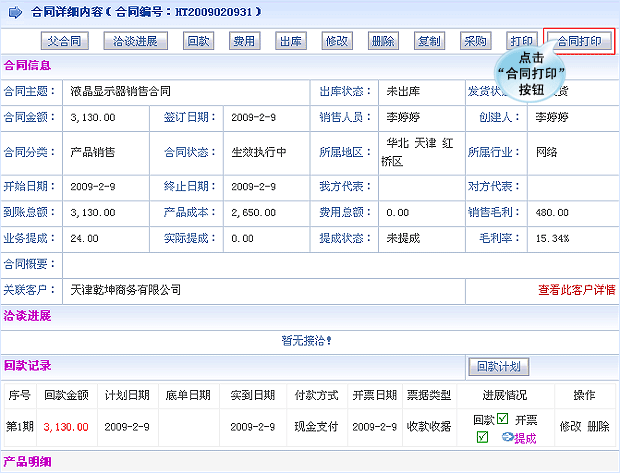 合同详细内容（合同编号：HT2009020931）
父合同 洽谈进展 回款 费用 出库 修改 删除 复制 采购 打印 合同打印
点击
“合同打印”
按钮
合同信息
合同主题： 液晶显示器销售合同 出库状态： 未出库
合同金额： 3,130.00 签订日期： 2009-2-9 销售人员： 李婷婷 创建人： 李婷婷
合同分类： 产品销售 合同状态： 生效执行中 所属地区： 华北 天津 红桥区 所属行业： 网络
开始日期： 2009-2-9 终止日期： 2009-2-9 我方代表： 对方代表：
到账总额： 3,130.00 产品成本： 2,650.00 费用总额： 0.00 销售毛利： 480.00
业务提成： 24.00 实际提成： 0.00 提成状态： 未提成 毛利率： 15.34%
合同概要：
关联客户： 天津乾坤商务有限公司 查看此客户详情
洽谈进展
暂无接洽!
回款记录 回款计划
序号 回款金额 计划日期 底单日期 实到日期 付款方式 开票日期 票据类型 进展情况 操作
第1期 3,130.00 2009-2-9 2009-2-9 现金支付 2009-2-9 收款收据 回款 开票 提成 修改 删除
产品明细